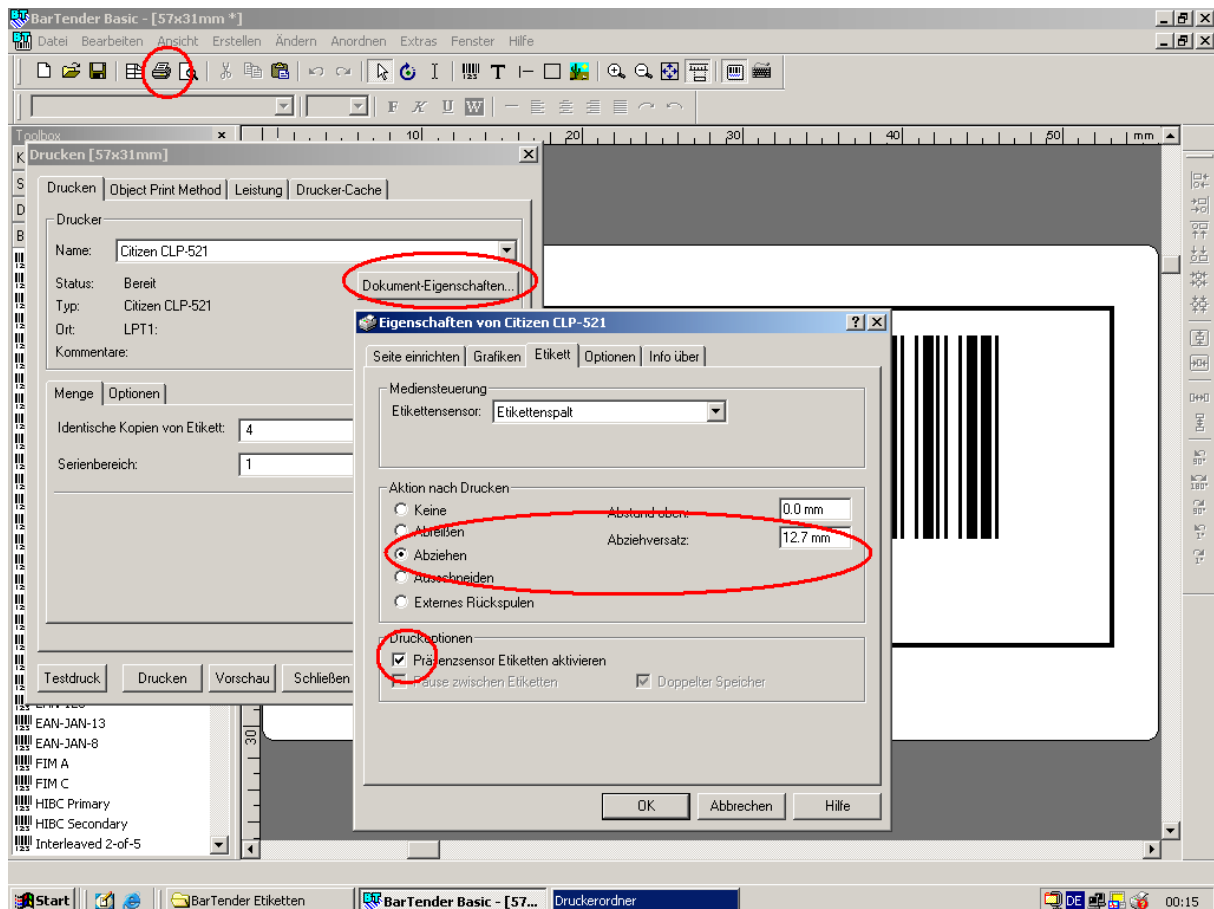 BarTender Basic - [57x31mm *]
Datei Bearbeiten Ansicht Erstellen Ändern Anordnen Extras Fenster Hilfe
F K U W
Toolbox
10 20 30 40 50 mm
Drucken [57x31mm]
K
S
D
B
Drucken Object Print Method Leistung Drucker-Cache
Drucker
Name: Citizen CLP-521
Status: Bereit
Dokument-Eigenschaften...
Typ: Citizen CLP-521
Ort: LPT1:
Kommentare:
Menge Optionen
Identische Kopien von Etikett: 4
Serienbereich: 1
Testdruck Drucken Vorschau Schließen
Eigenschaften von Citizen CLP-521
Seite einrichten Grafiken Etikett Optionen Info über
Mediensteuerung
Etikettensensor: Etikettenspalt
Aktion nach Drucken
Keine Abstand oben: 0.0 mm
Abreißen
Abziehversatz: 12.7 mm
Abziehen
Ausschneiden
Externes Rückspulen
Druckoptionen
Präsenzsensor Etiketten aktivieren
Pause zwischen Etiketten Doppelter Speicher
OK Abbrechen Hilfe
90°
180°
90°
1°
1°
30
EAN-JAN-13
EAN-JAN-8
FIM A
FIM C
HIBC Primary
HIBC Secondary
Interleaved 2-of-5
Start BarTender Etiketten BarTender Basic - [57... Druckerordner DE 00:15